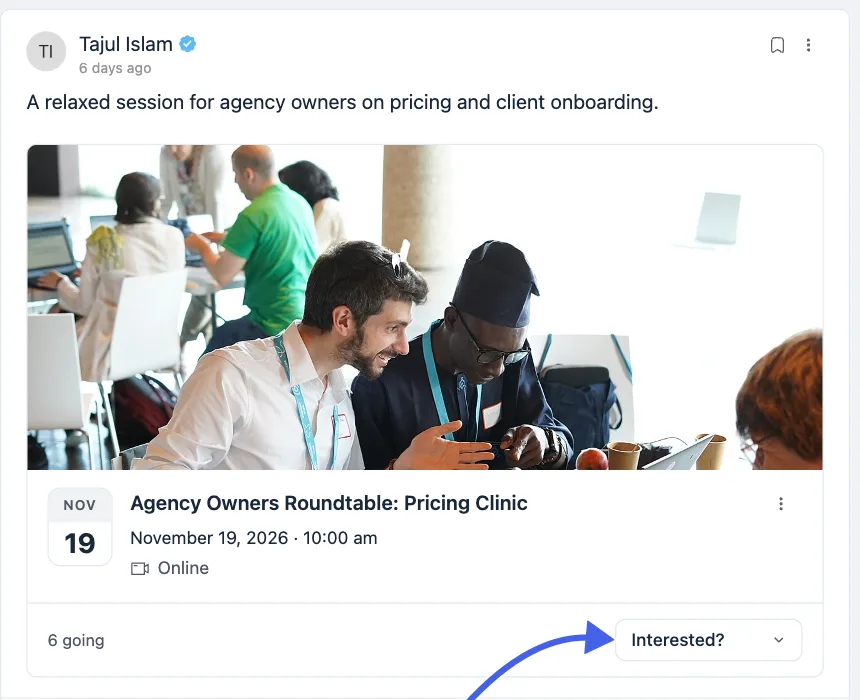 TI
Tajul Islam
6 days ago
A relaxed session for agency owners on pricing and client onboarding.
NOV
19
Agency Owners Roundtable: Pricing Clinic
November 19, 2026 · 10:00 am
Online
6 going
Interested?